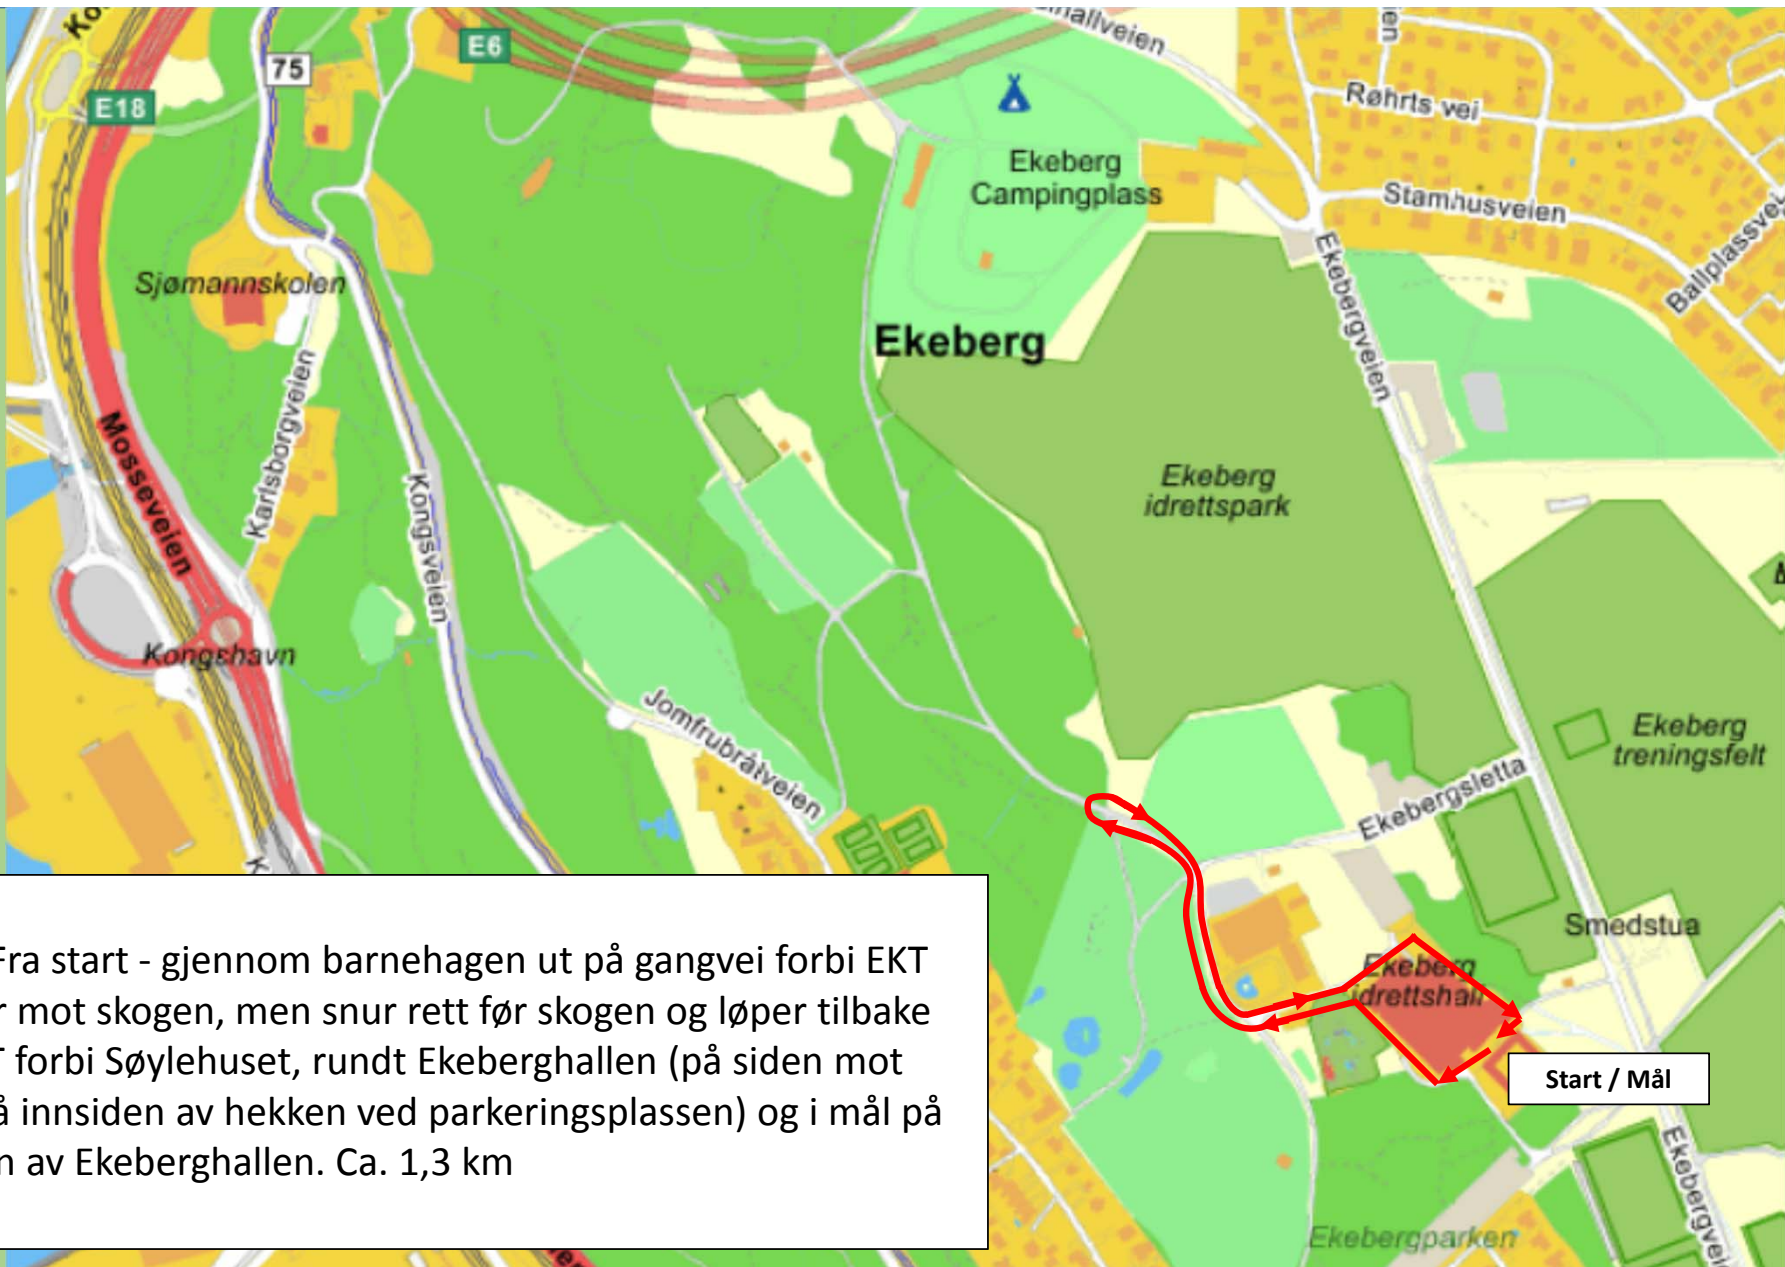 E6
75
E18
Røhrts vei
Ekeberg
Campingplass
Stamhusveien
Ekebergveien
Sjømannskolen
Ekeberg
Karlsborgveien
Mosseveien
Kongsveien
Ekeberg
idrettspark
Kongshavn
Jomfrubråtveien
Ekeberg
treningsfelt
Ekebergsletta
Smedstua
Ekeberg
idrettshall
Start / Mål
Fra start - gjennom barnehagen ut på gangvei forbi EKT
r mot skogen, men snur rett før skogen og løper tilbake
T forbi Søylehuset, rundt Ekeberghallen (på siden mot
å innsiden av hekken ved parkeringsplassen) og i mål på
n av Ekeberghallen. Ca. 1,3 km
Ekebergparken